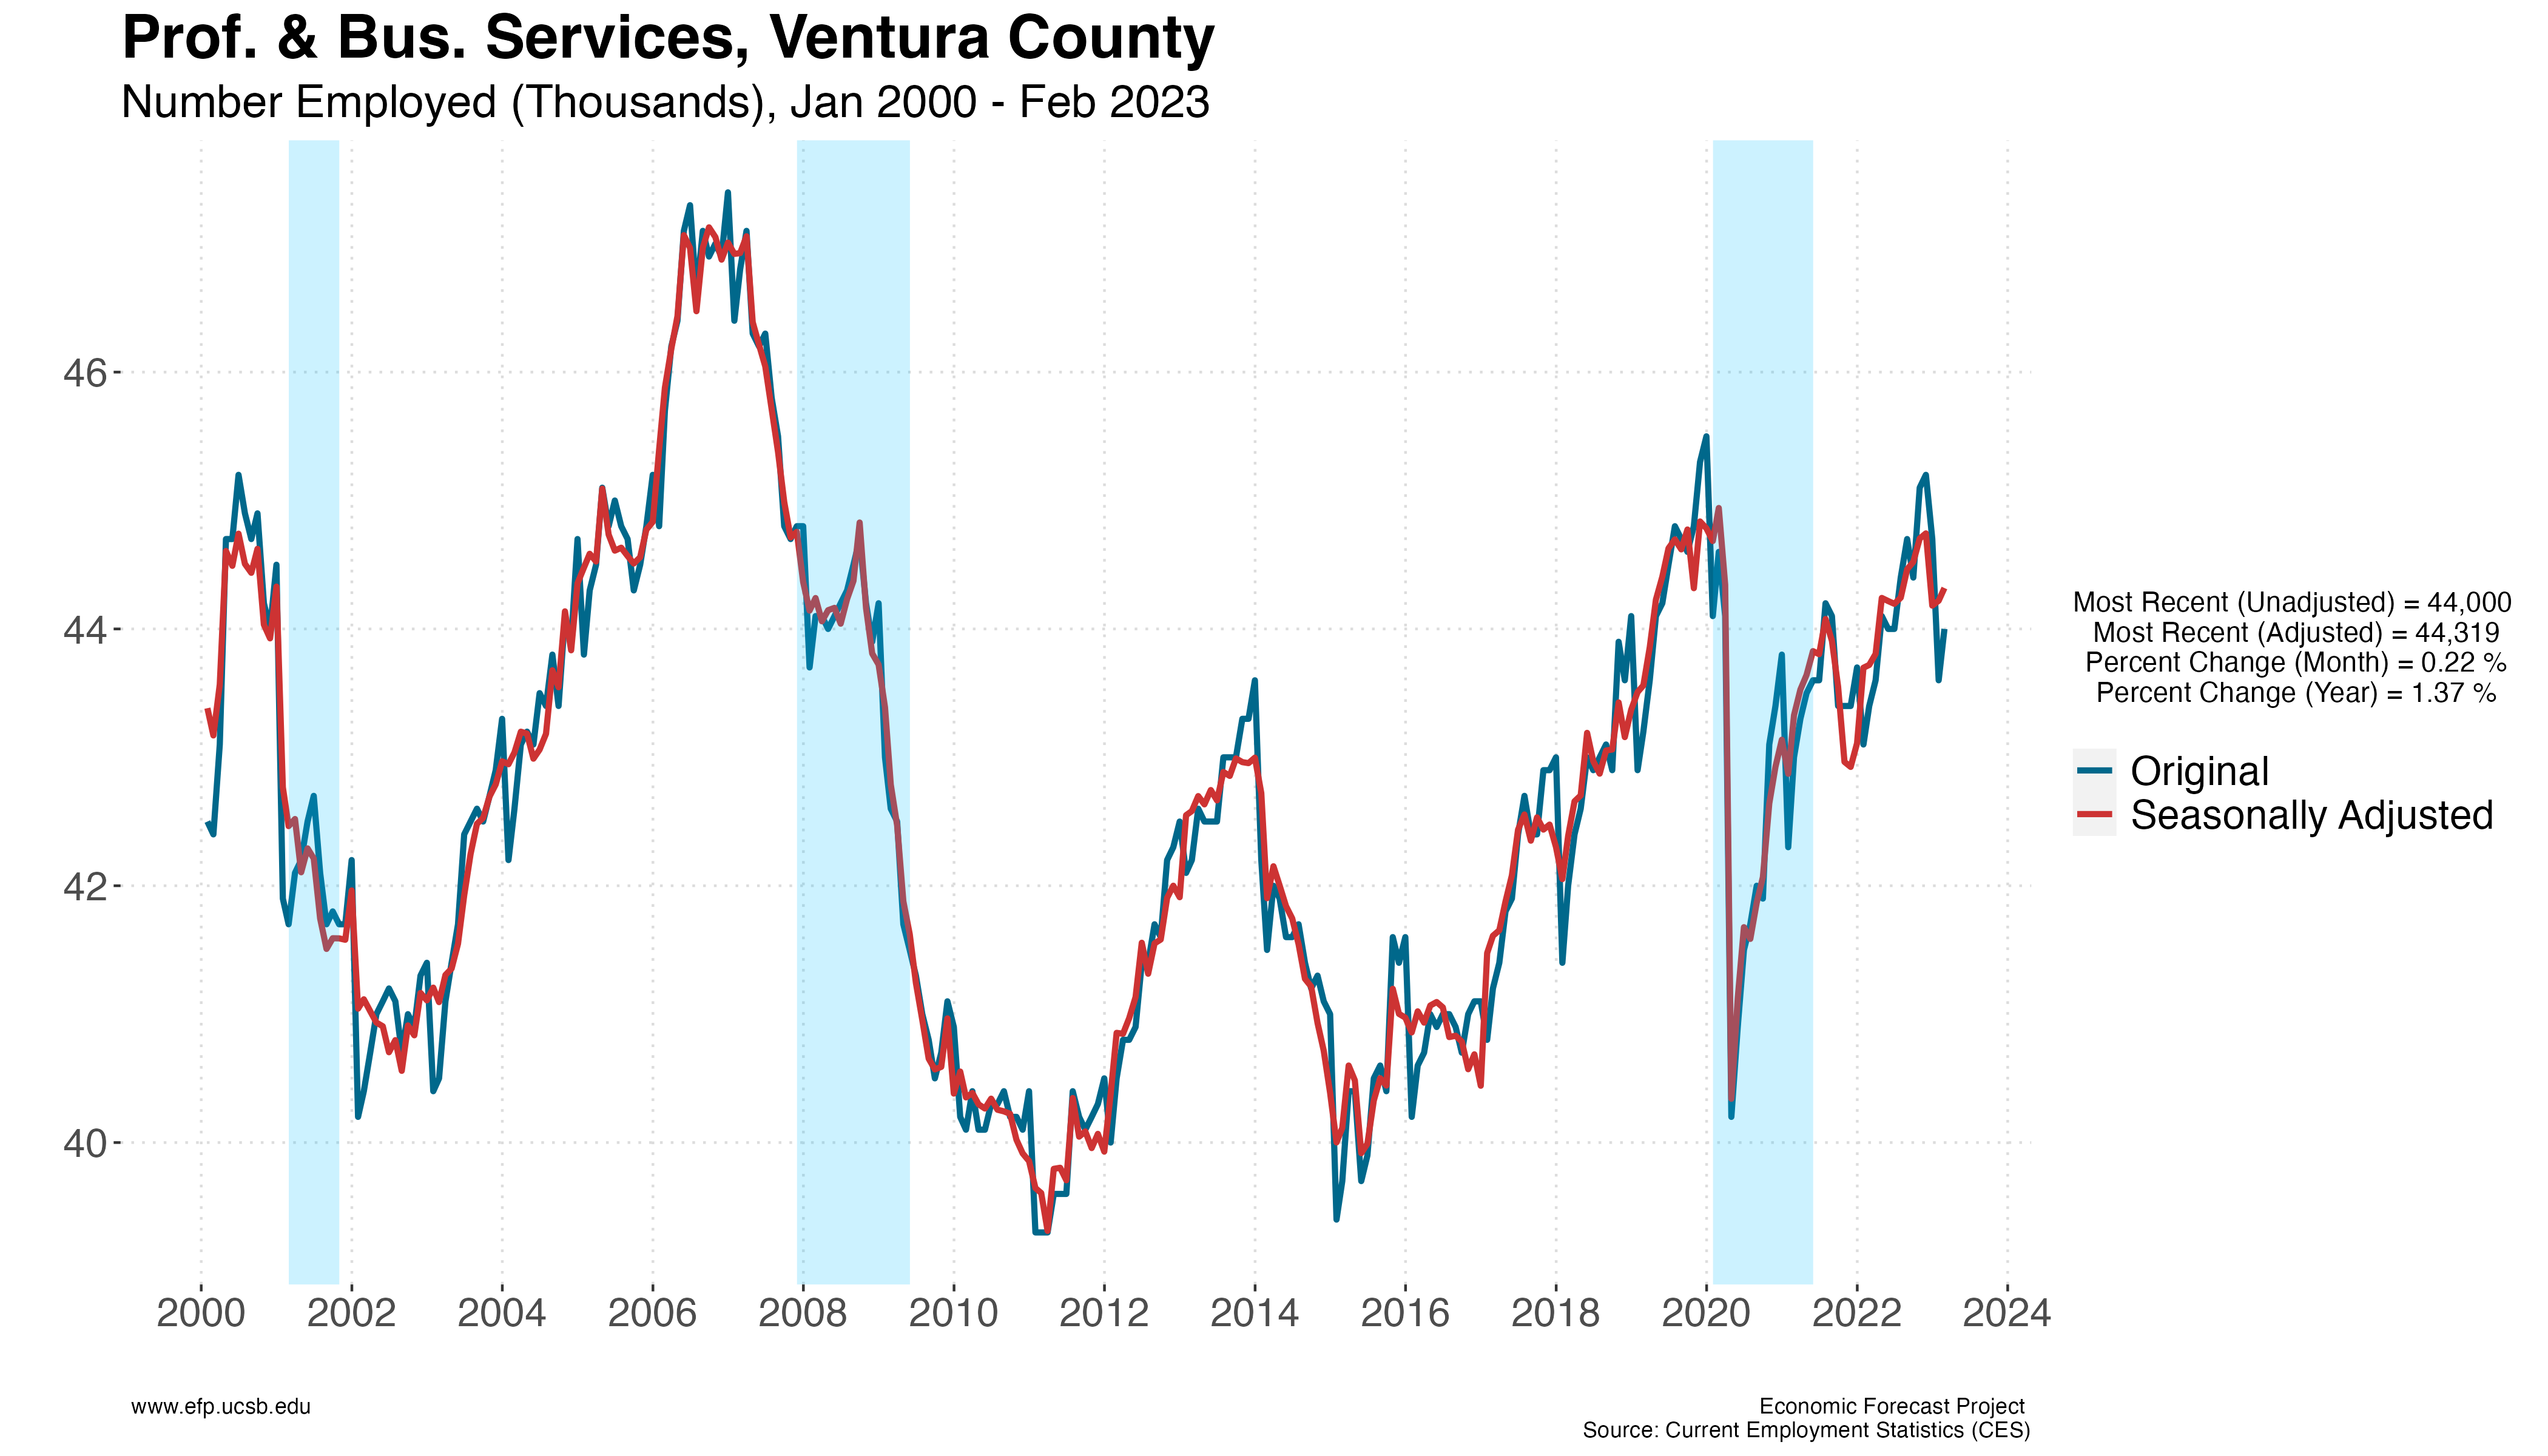 Prof. & Bus. Services, Ventura County
Number Employed (Thousands), Jan 2000 - Feb 2023
46
44
42
40
2000 2002 2004 2006 2008 2010 2012 2014 2016 2018 2020 2022 2024
Most Recent (Unadjusted) = 44,000
Most Recent (Adjusted) = 44,319
Percent Change (Month) = 0.22 %
Percent Change (Year) = 1.37 %
Original
Seasonally Adjusted
www.efp.ucsb.edu
Economic Forecast Project
Source: Current Employment Statistics (CES)